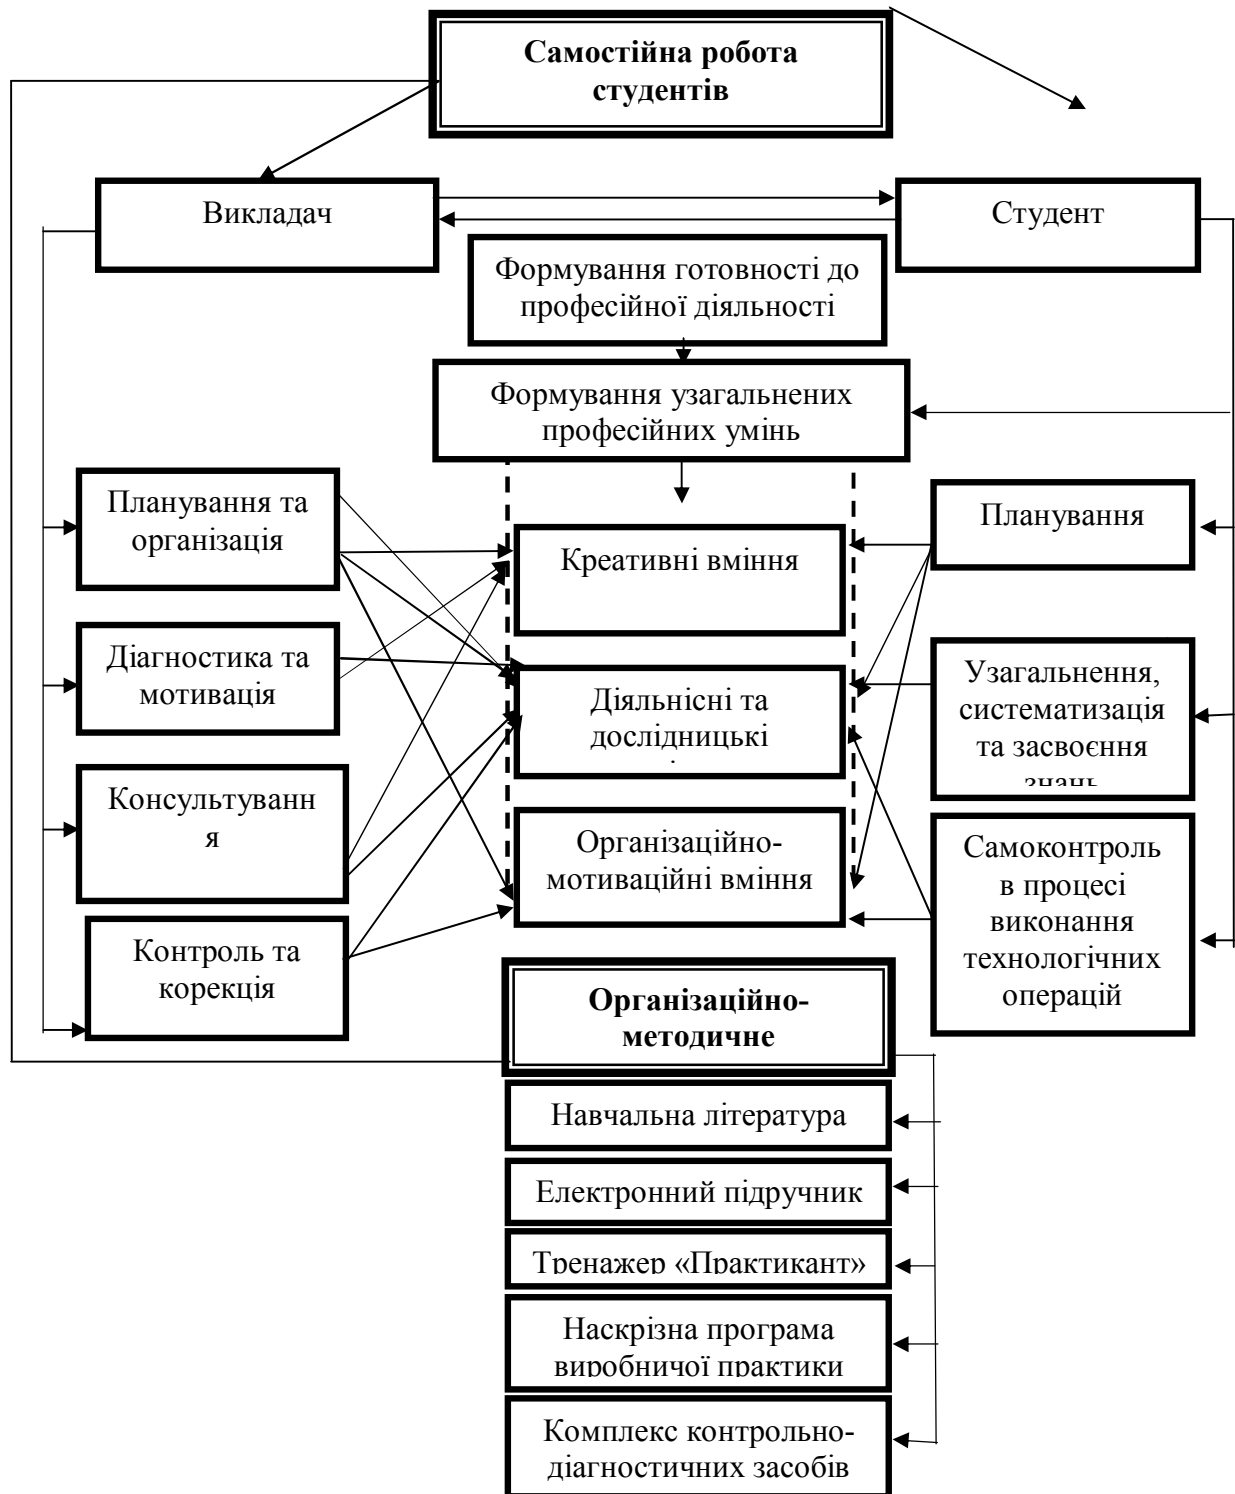 Самостійна робота
студентів
Викладач
Студент
Формування готовності до
професійної діяльності
Формування узагальнених
професійних умінь
Планування та
організація
Діагностика та
мотивація
Консультуванн
я
Контроль та
корекція
Креативні вміння
Діяльнісні та
дослідницькі
Організаційно-
мотиваційні вміння
Планування
Узагальнення,
систематизація
та засвоєння
знань
Самоконтроль
в процесі
виконання
технологічних
операцій
Організаційно-
методичне
Навчальна література
Електронний підручник
Тренажер «Практикант»
Наскрізна програма
виробничої практики
Комплекс контрольно-
діагностичних засобів